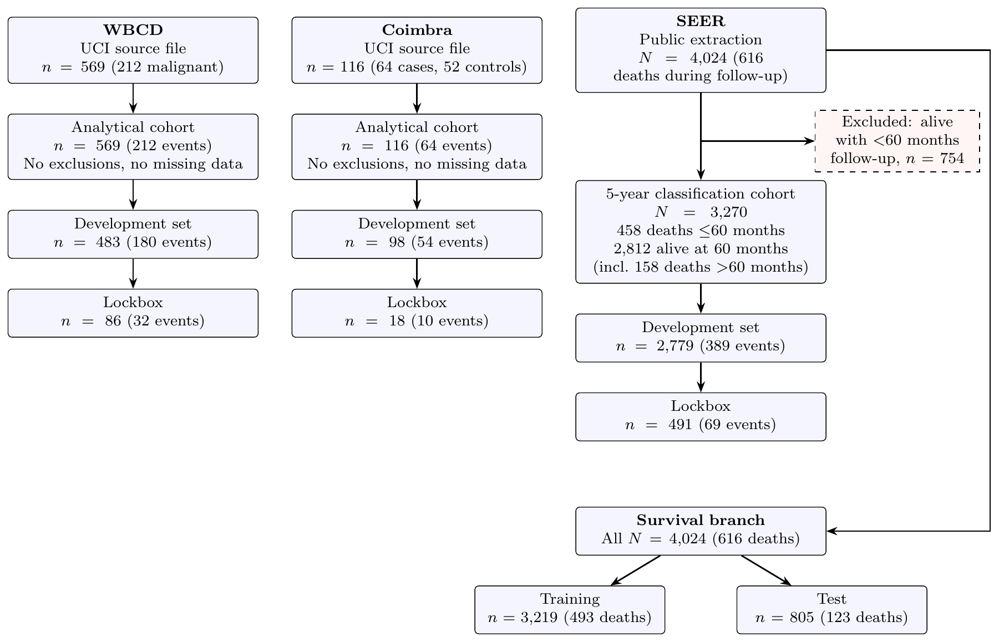 WBCD
UCI source file
n = 569 (212 malignant)
Analytical cohort
n = 569 (212 events)
No exclusions, no missing data
Development set
n = 483 (180 events)
Lockbox
n = 86 (32 events)
Coimbra
UCI source file
n = 116 (64 cases, 52 controls)
Analytical cohort
n = 116 (64 events)
No exclusions, no missing data
Development set
n = 98 (54 events)
Lockbox
n = 18 (10 events)
SEER
Public extraction
N = 4,024 (616
deaths during follow-up)
Excluded: alive
with <60 months
follow-up, n = 754
5-year classification cohort
N = 3,270
458 deaths ≤60 months
2,812 alive at 60 months
(incl. 158 deaths >60 months)
Development set
n = 2,779 (389 events)
Lockbox
n = 491 (69 events)
Survival branch
All N = 4,024 (616 deaths)
Training
n = 3,219 (493 deaths)
Test
n = 805 (123 deaths)